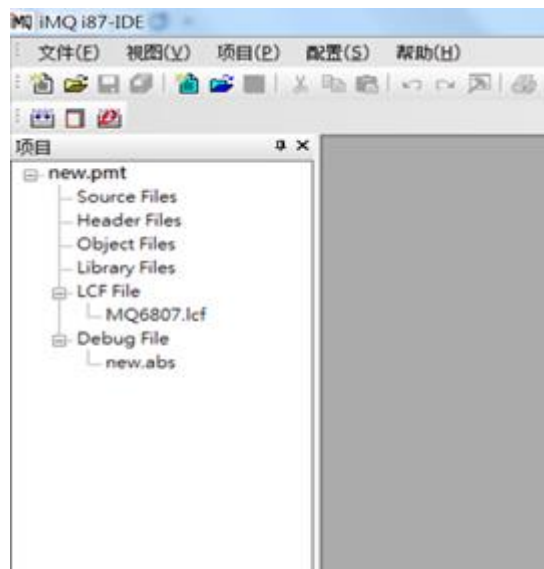 MQ iMQ i87-IDE
文件(F) 视图(V) 项目(P) 配置(S) 帮助(H)
项目
new.pmt
Source Files
Header Files
Object Files
Library Files
LCF File
MQ6807.lcf
Debug File
new.abs